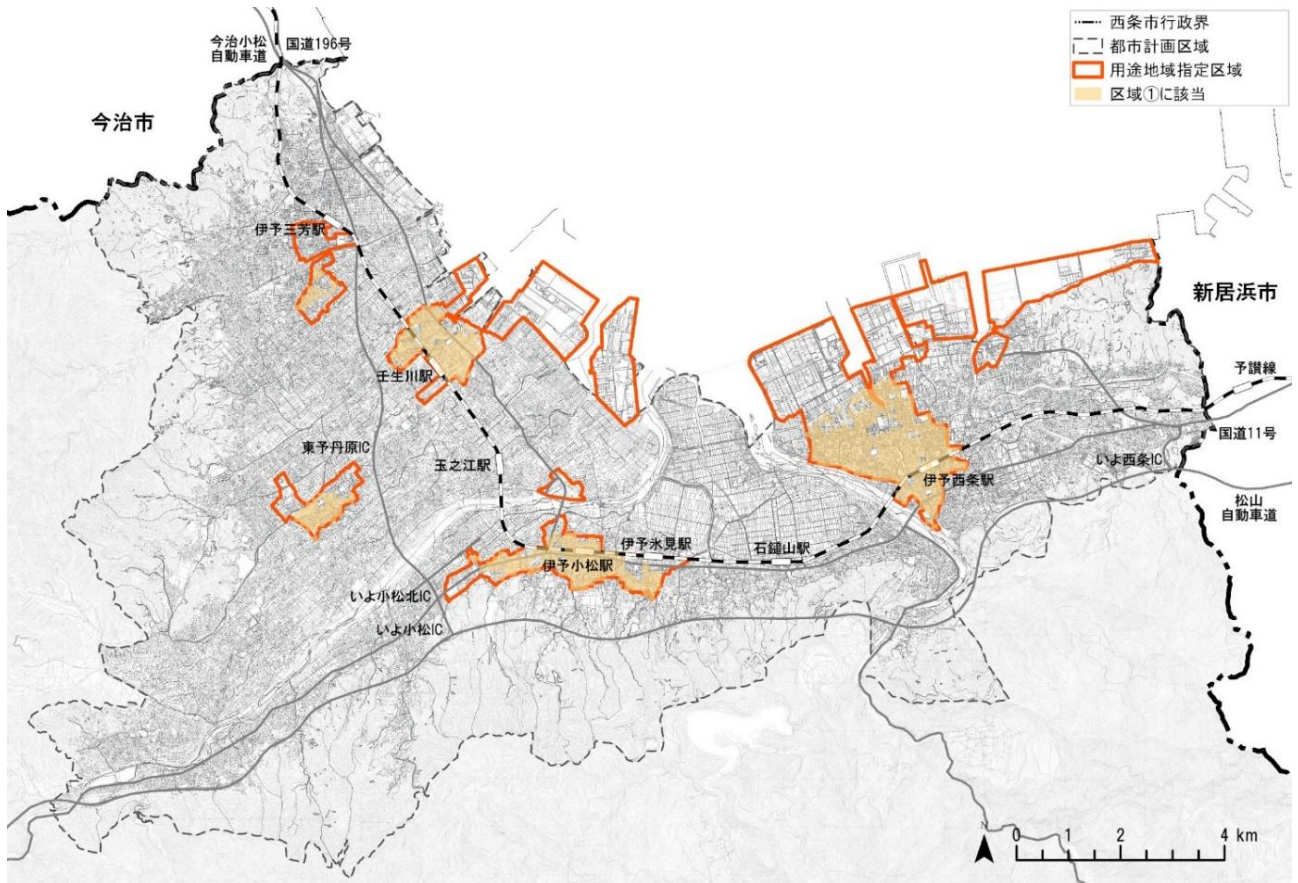 西条市行政界
都市計画区域
用途地域指定区域
区域①に該当
今治小松
自動車道
国道196号
今治市
伊予三芳駅
新居浜市
壬生川駅
予讃線
国道11号
東予丹原IC
玉之江駅
いよ西条IC
伊予西条駅
松山
自動車道
伊予氷見駅
石鎚山駅
伊予小松駅
いよ小松北IC
いよ小松IC
N
0 1 2 4 km